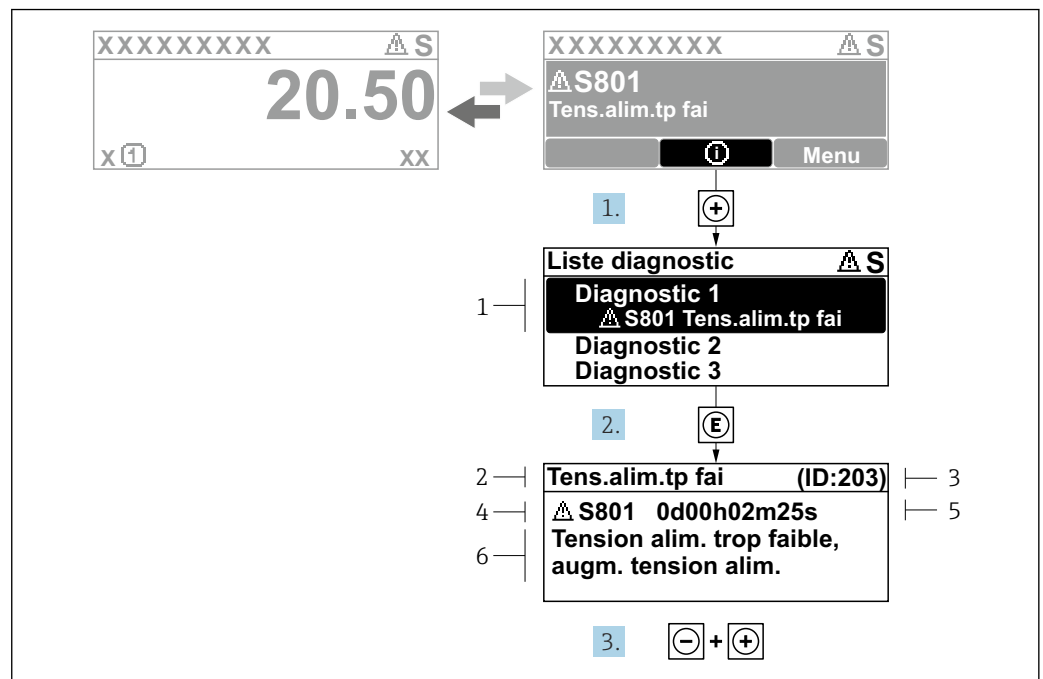 XXXXXXXXX ⚠ S
20.50
x ① xx
XXXXXXXXX ⚠ S
⚠ S801
Tens.alim.tp fai
ⓘ Menu
1. +
Liste diagnostic ⚠ S
1
Diagnostic 1
⚠ S801 Tens.alim.tp fai
Diagnostic 2
Diagnostic 3
2. E
2 Tens.alim.tp fai (ID:203) 3
4 ⚠ S801 0d00h02m25s 5
6
Tension alim. trop faible,
augm. tension alim.
3. - + +